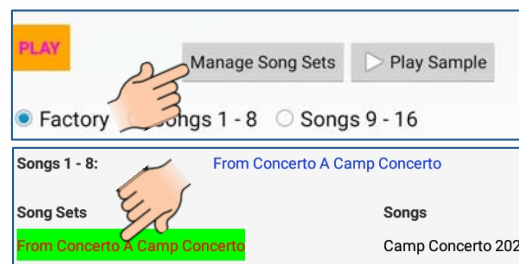 PLAY
Manage Song Sets
Play Sample
Factory
Songs 1 - 8
Songs 9 - 16
Songs 1 - 8:
From Concerto A Camp Concerto
Song Sets
Songs
From Concerto A Camp Concerto
Camp Concerto 202